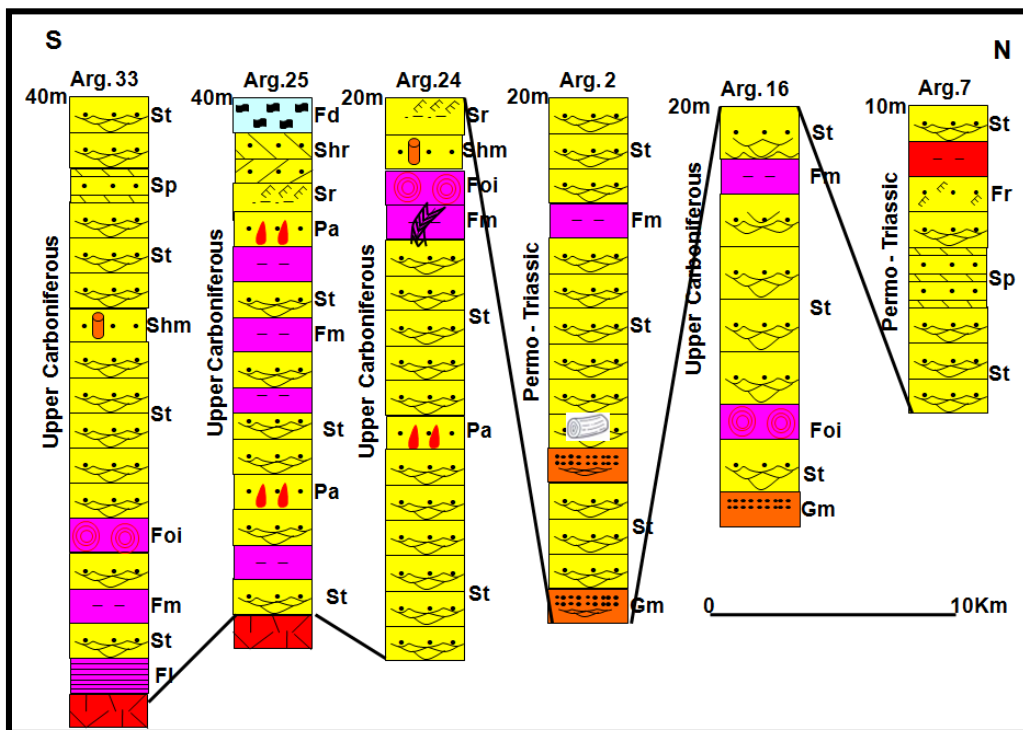 S
N
Arg. 33
Arg.25
Arg.24
Arg. 2
Arg. 16
Arg.7
40m
40m
20m
20m
20m
10m
Upper Carboniferous
St
Sp
St
Shm
St
Foi
Fm
St
Fl
Upper Carboniferous
Fd
Shr
Sr
Pa
St
Fm
St
Pa
St
Upper Carboniferous
Sr
Shm
Foi
Fm
St
Pa
St
Permo - Triassic
St
Fm
St
St
Gm
Upper Carboniferous
St
Fm
St
Foi
St
Gm
Permo - Triassic
St
Fr
Sp
St
0
10Km